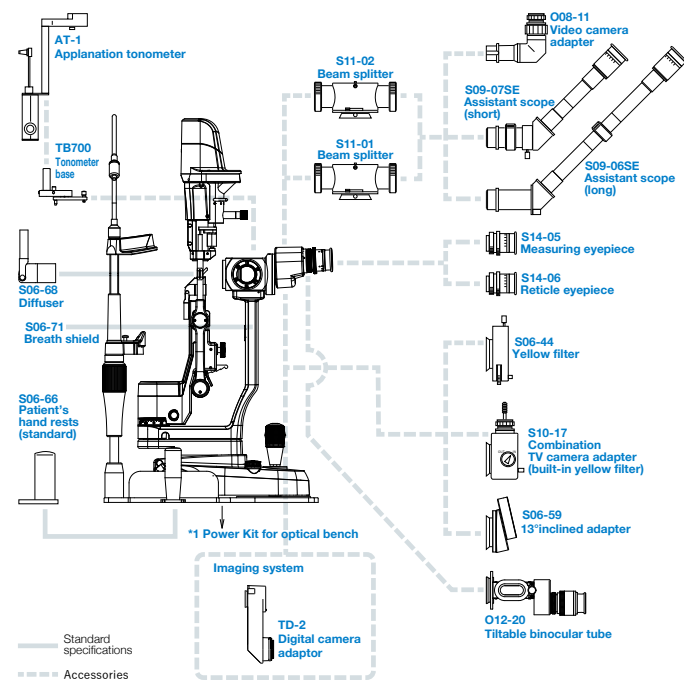 AT-1
Applanation tonometer
TB700
Tonometer
base
S06-68
Diffuser
S06-71
Breath shield
S06-66
Patient's
hand rests
(standard)
S11-02
Beam splitter
S11-01
Beam splitter
O08-11
Video camera
adapter
S09-07SE
Assistant scope
(short)
S09-06SE
Assistant scope
(long)
S14-05
Measuring eyepiece
S14-06
Reticle eyepiece
S06-44
Yellow filter
S10-17
Combination
TV camera adapter
(built-in yellow filter)
S06-59
13°inclined adapter
O12-20
Tiltable binocular tube
*1 Power Kit for optical bench
Imaging system
TD-2
Digital camera
adaptor
Standard
specifications
Accessories